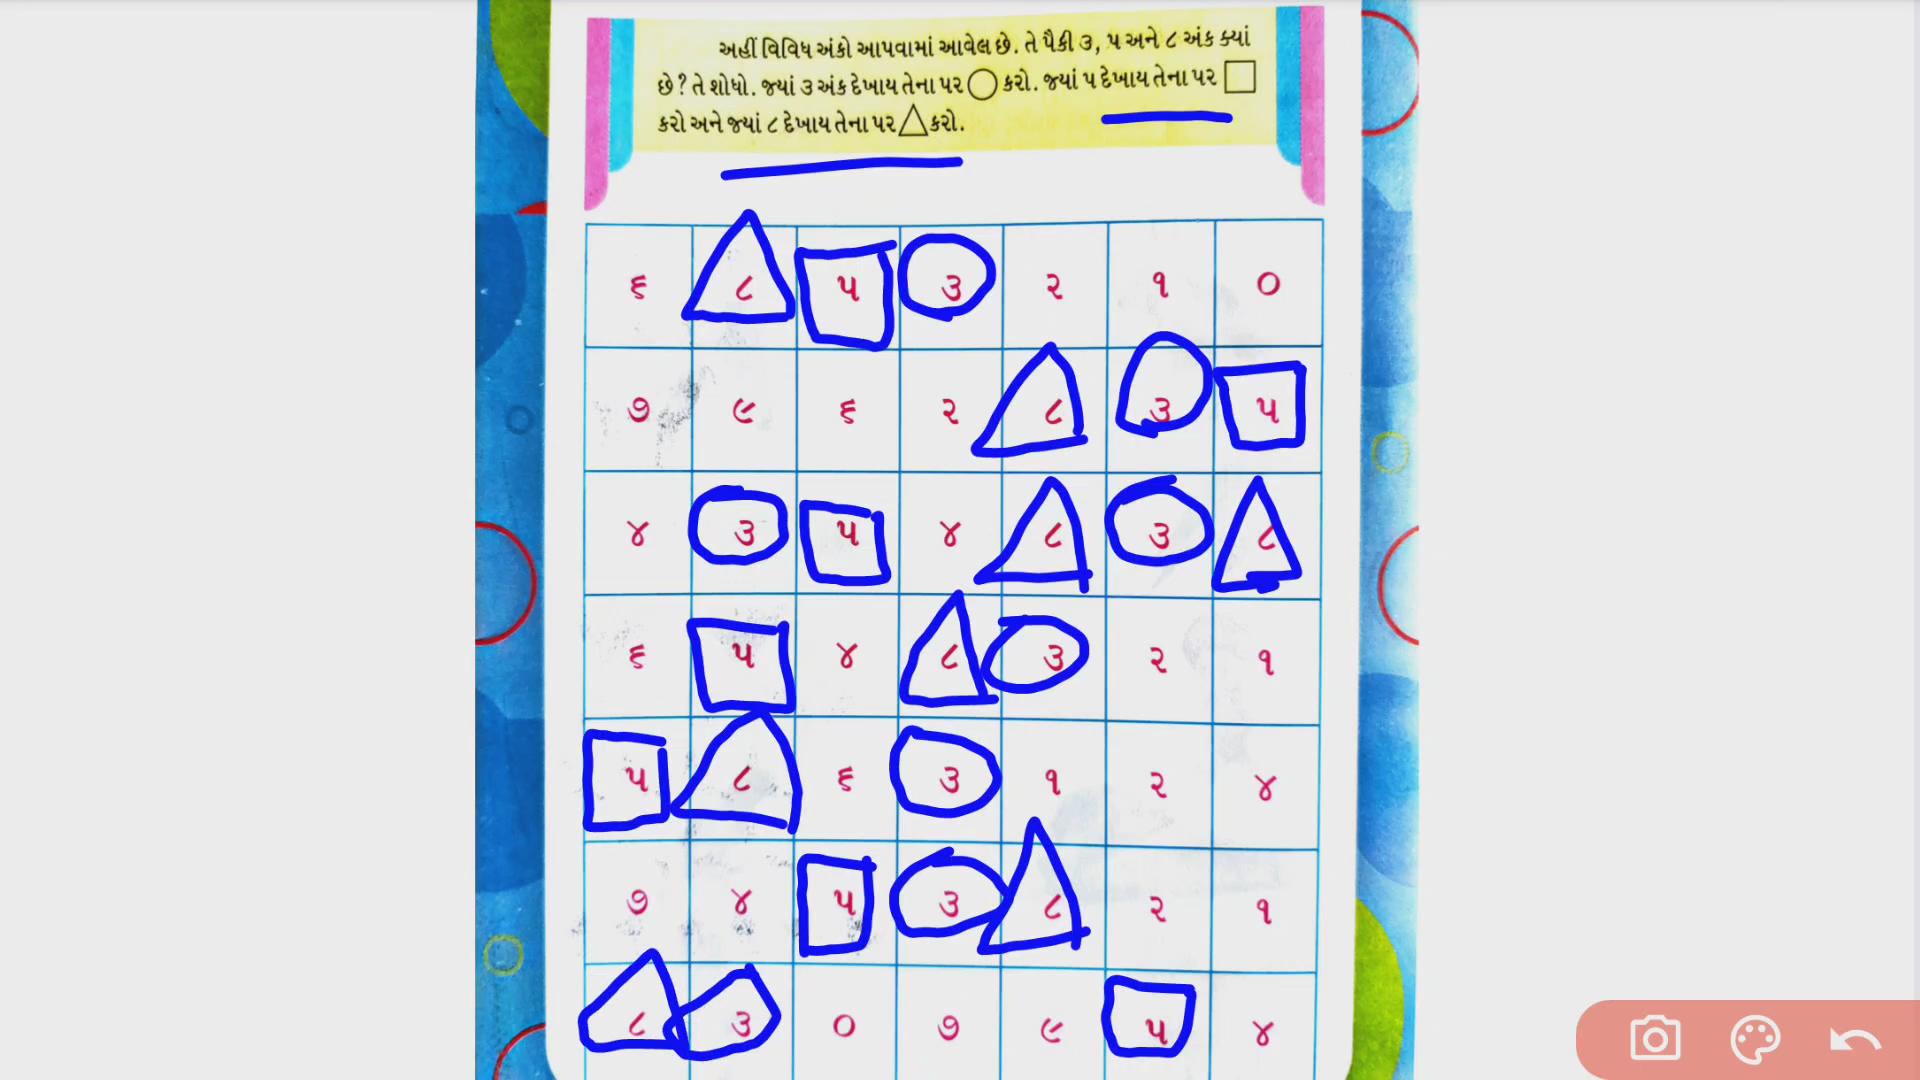 અહીં વિવિધ અંકો આપવામાં આવેલ છે. તે પૈકી ૩, ૫ અને ૮ અંક ક્યાં
છે? તે શોધો. જ્યાં ૩ અંક દેખાય તેના પર કરો. જ્યાં ૫ દેખાય તેના પર
કરો અને જ્યાં ૮ દેખાય તેના પર કરો.
૬ ૮ ૫ ૩ ૨ ૧ ૦
૭ ૯ ૬ ૨ ૮ ૩ ૫
૪ ૩ ૫ ૪ ૮ ૩ ૮
૬ ૫ ૪ ૮ ૩ ૨ ૧
૫ ૮ ૬ ૩ ૧ ૨ ૪
૭ ૪ ૫ ૩ ૮ ૨ ૧
૮ ૩ ૦ ૭ ૯ ૫ ૪